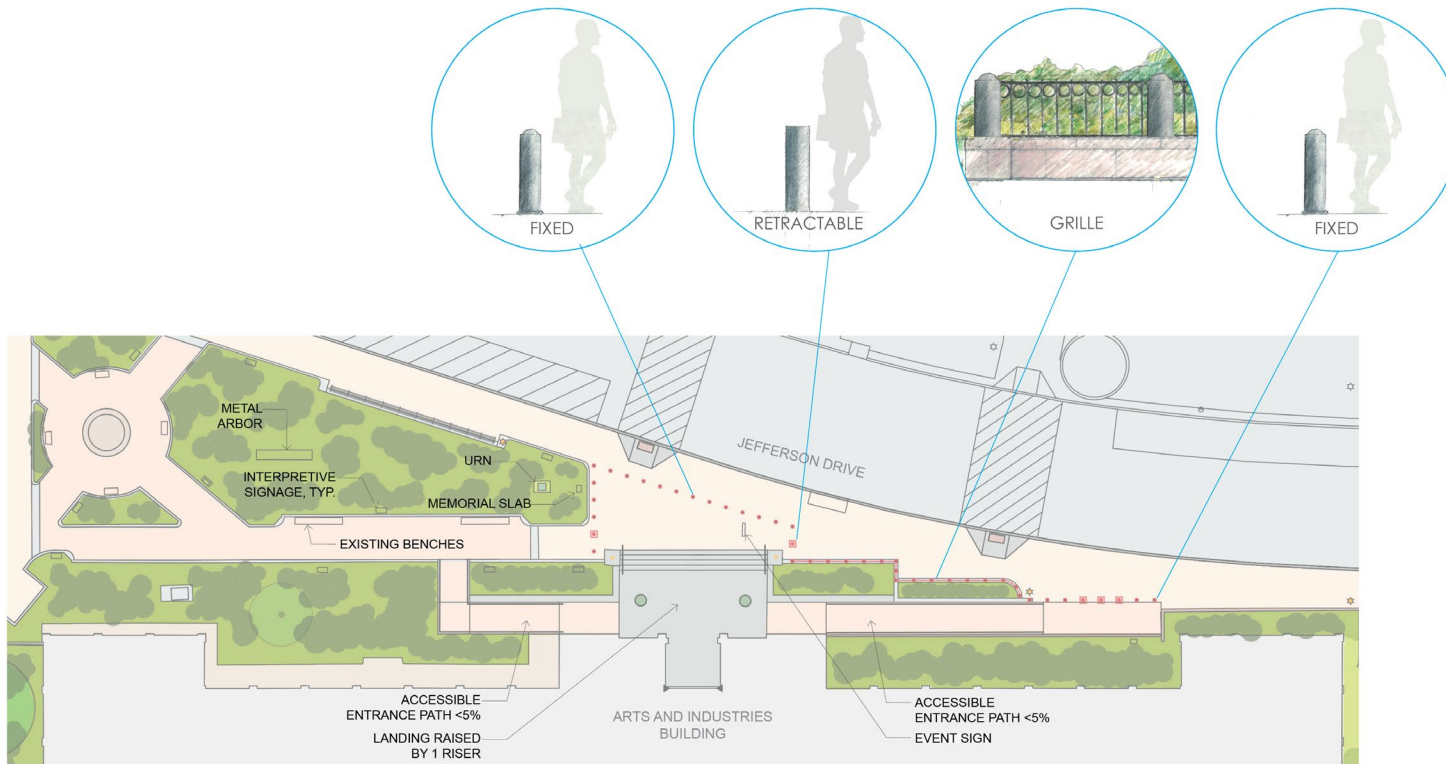 FIXED
RETRACTABLE
GRILLE
FIXED
METAL
ARBOR
URN
INTERPRETIVE
SIGNAGE, TYP.
MEMORIAL SLAB
EXISTING BENCHES
JEFFERSON DRIVE
ACCESSIBLE
ENTRANCE PATH <5%
LANDING RAISED
BY 1 RISER
ARTS AND INDUSTRIES
BUILDING
ACCESSIBLE
ENTRANCE PATH <5%
EVENT SIGN